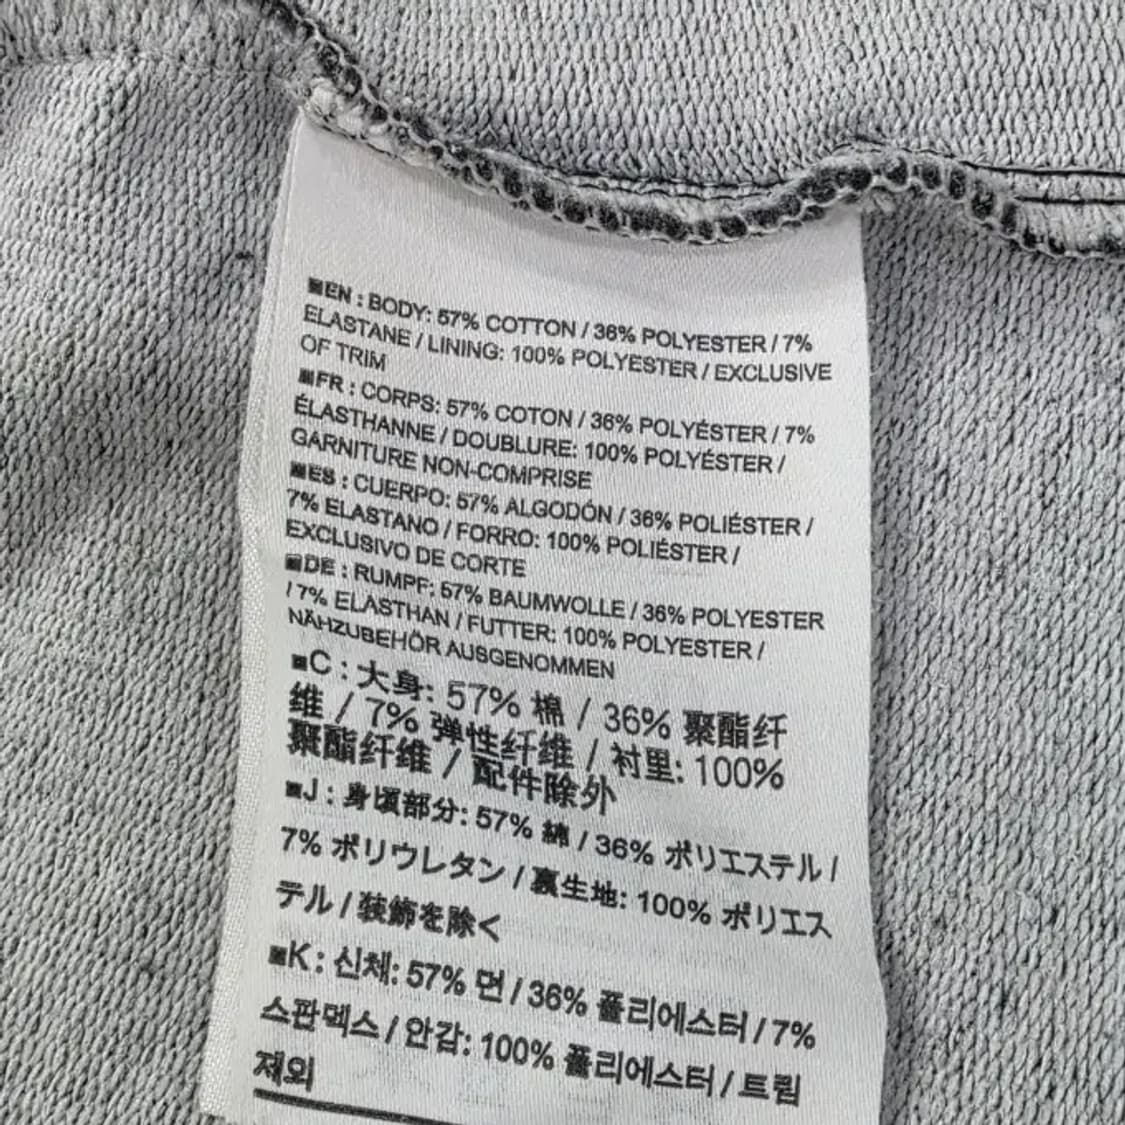 ■EN : BODY: 57% COTTON / 36% POLYESTER / 7%
ELASTANE / LINING: 100% POLYESTER / EXCLUSIVE
OF TRIM
■FR : CORPS: 57% COTON / 36% POLYÉSTER / 7%
ÉLASTHANNE / DOUBLURE: 100% POLYÉSTER /
GARNITURE NON-COMPRISE
■ES : CUERPO: 57% ALGODÓN / 36% POLIÉSTER /
7% ELASTANO / FORRO: 100% POLIÉSTER /
EXCLUSIVO DE CORTE
■DE : RUMPF: 57% BAUMWOLLE / 36% POLYESTER
/ 7% ELASTHAN / FUTTER: 100% POLYESTER /
NÄHZUBEHÖR AUSGENOMMEN
■C : 大身: 57% 棉 / 36% 聚酯纤
维 / 7% 弹性纤维 / 衬里: 100%
聚酯纤维 / 配件除外
■J : 身頃部分: 57% 綿 / 36% ポリエステル /
7% ポリウレタン / 裏生地: 100% ポリエス
テル / 装飾を除く
■K : 신체: 57% 면 / 36% 폴리에스터 / 7%
스판덱스 / 안감: 100% 폴리에스터 / 트림
제외